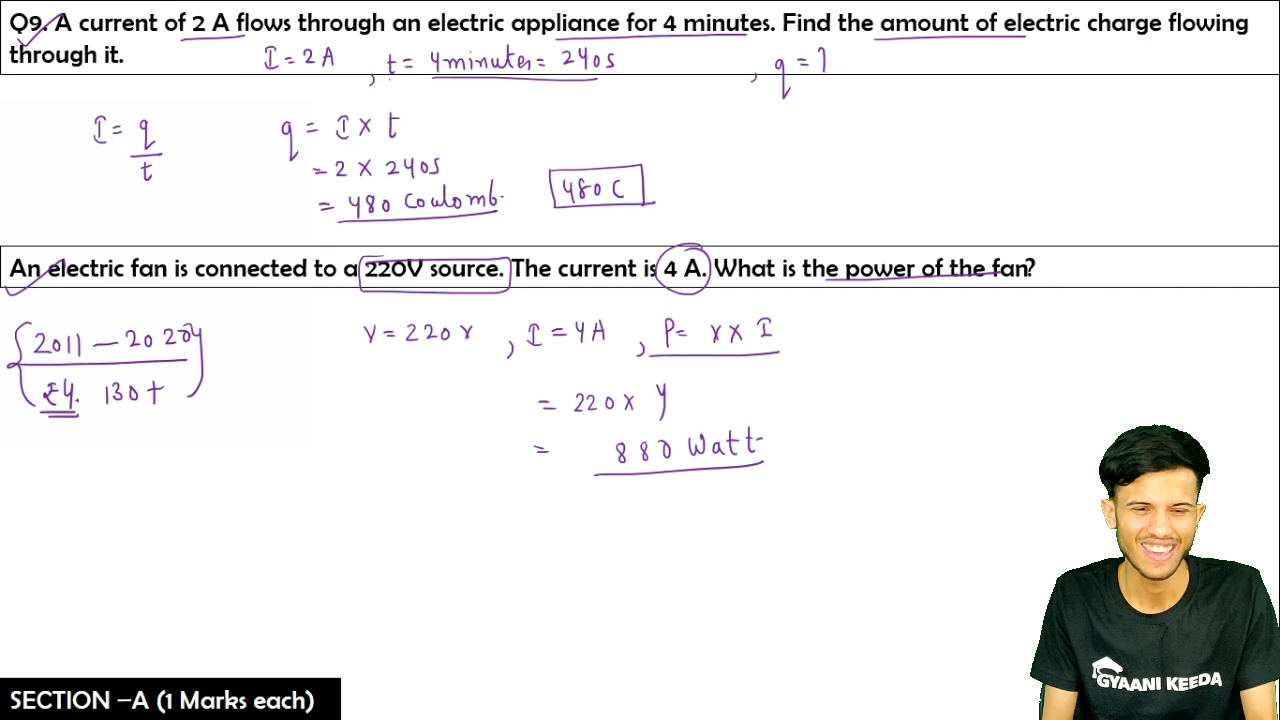 Q9. A current of 2 A flows through an electric appliance for 4 minutes. Find the amount of electric charge flowing
through it.
I = 2A , t = 4minutes = 240s , q = ?
I = q/t
q = I × t
= 2 × 240s
= 480 Coulomb.
480 C
An electric fan is connected to a 220V source. The current is 4 A. What is the power of the fan?
2011 – 2020
130 +
V = 220 V , I = 4A , P = V × I
= 220 × 4
= 880 Watt
GYAANI KEEDA
SECTION –A (1 Marks each)